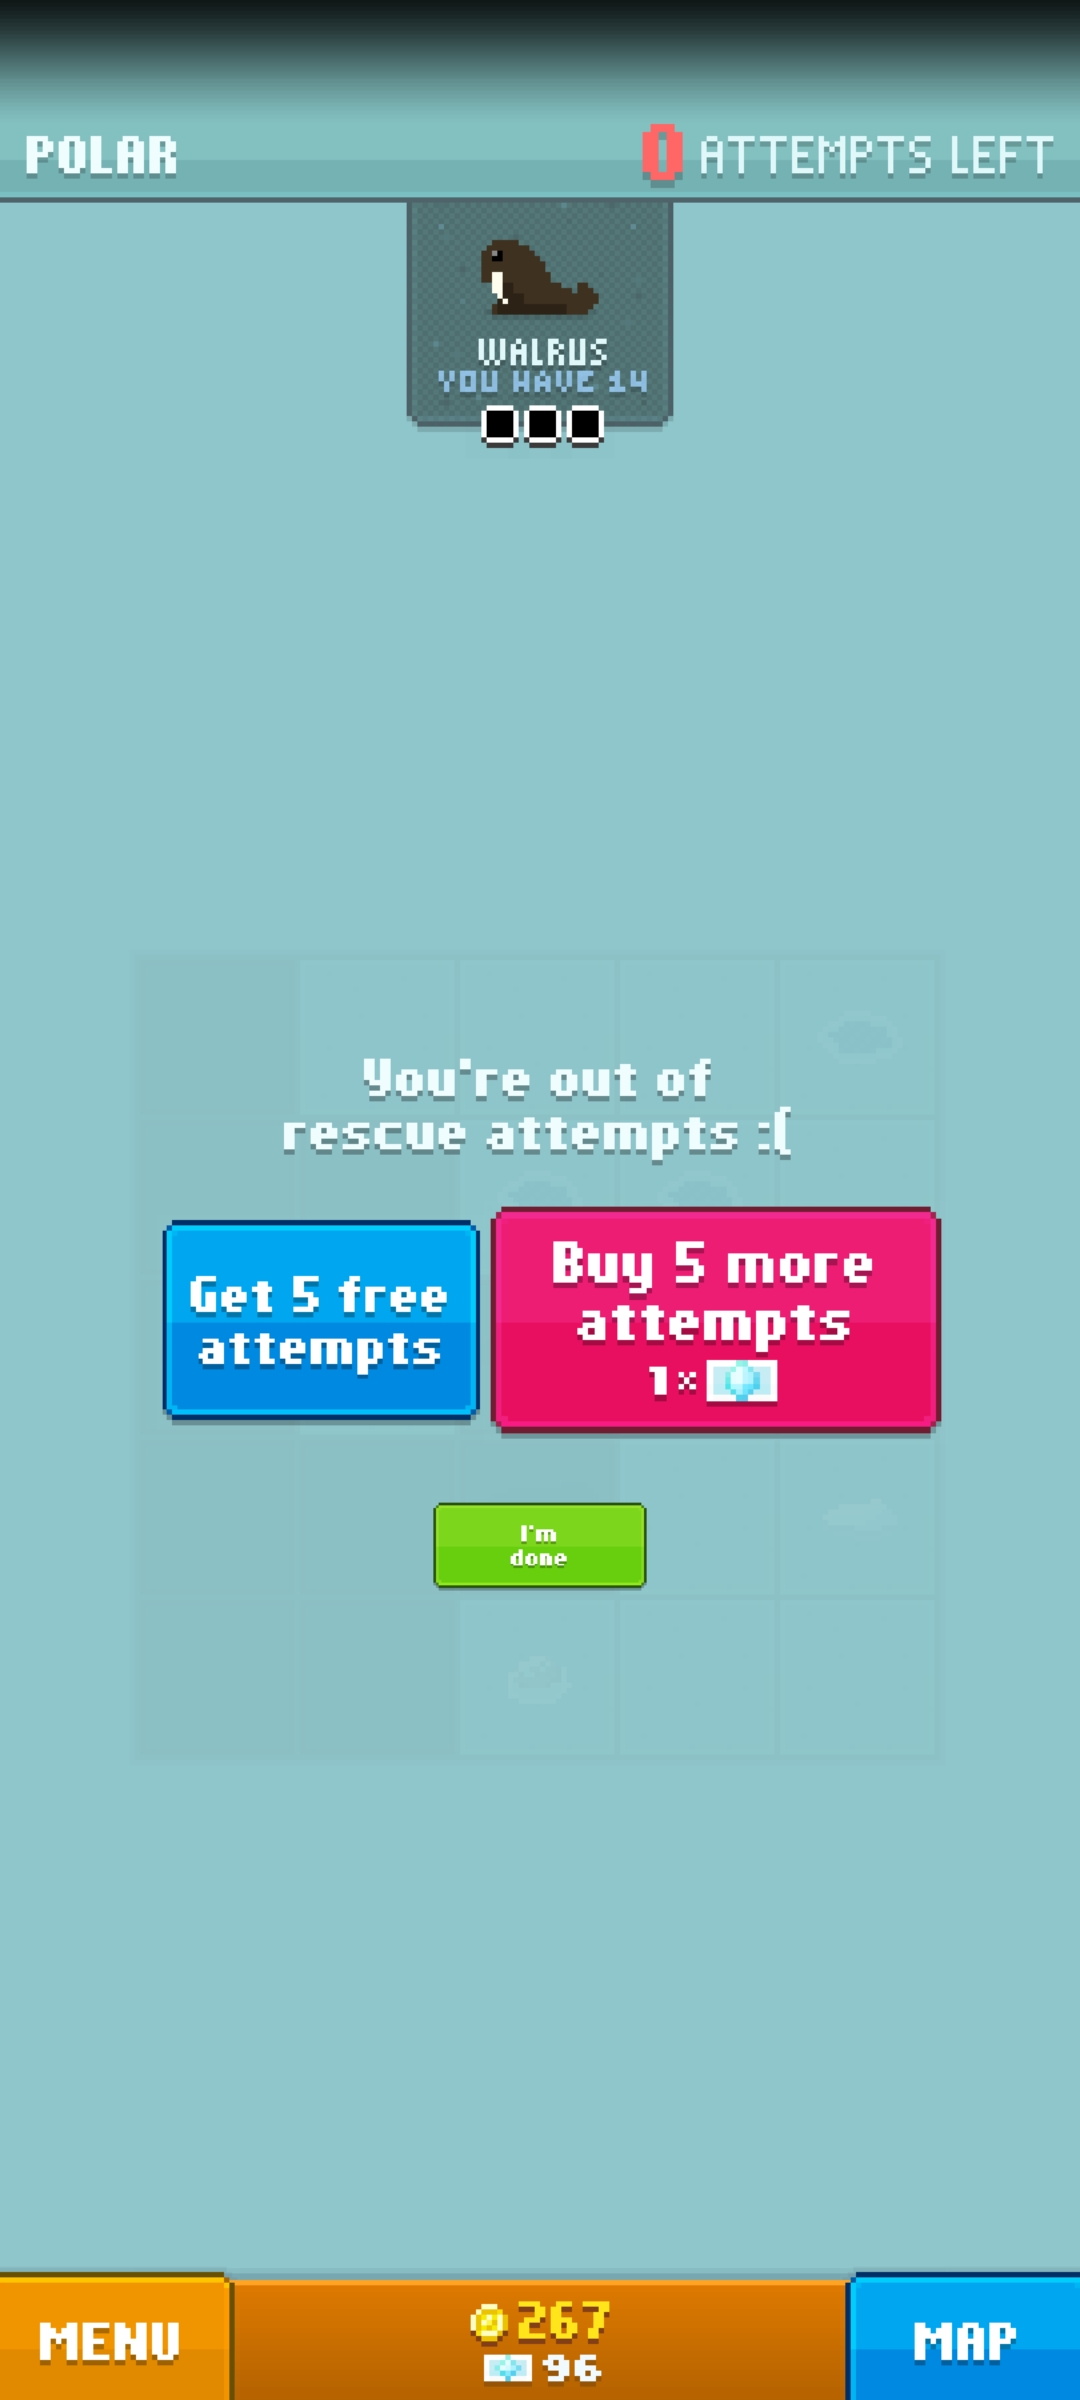 POLAR
0 ATTEMPTS LEFT
WALRUS
YOU HAVE 14
You're out of
rescue attempts :(
Get 5 free
attempts
Buy 5 more
attempts
1×
I'm
done
MENU
267
96
MAP